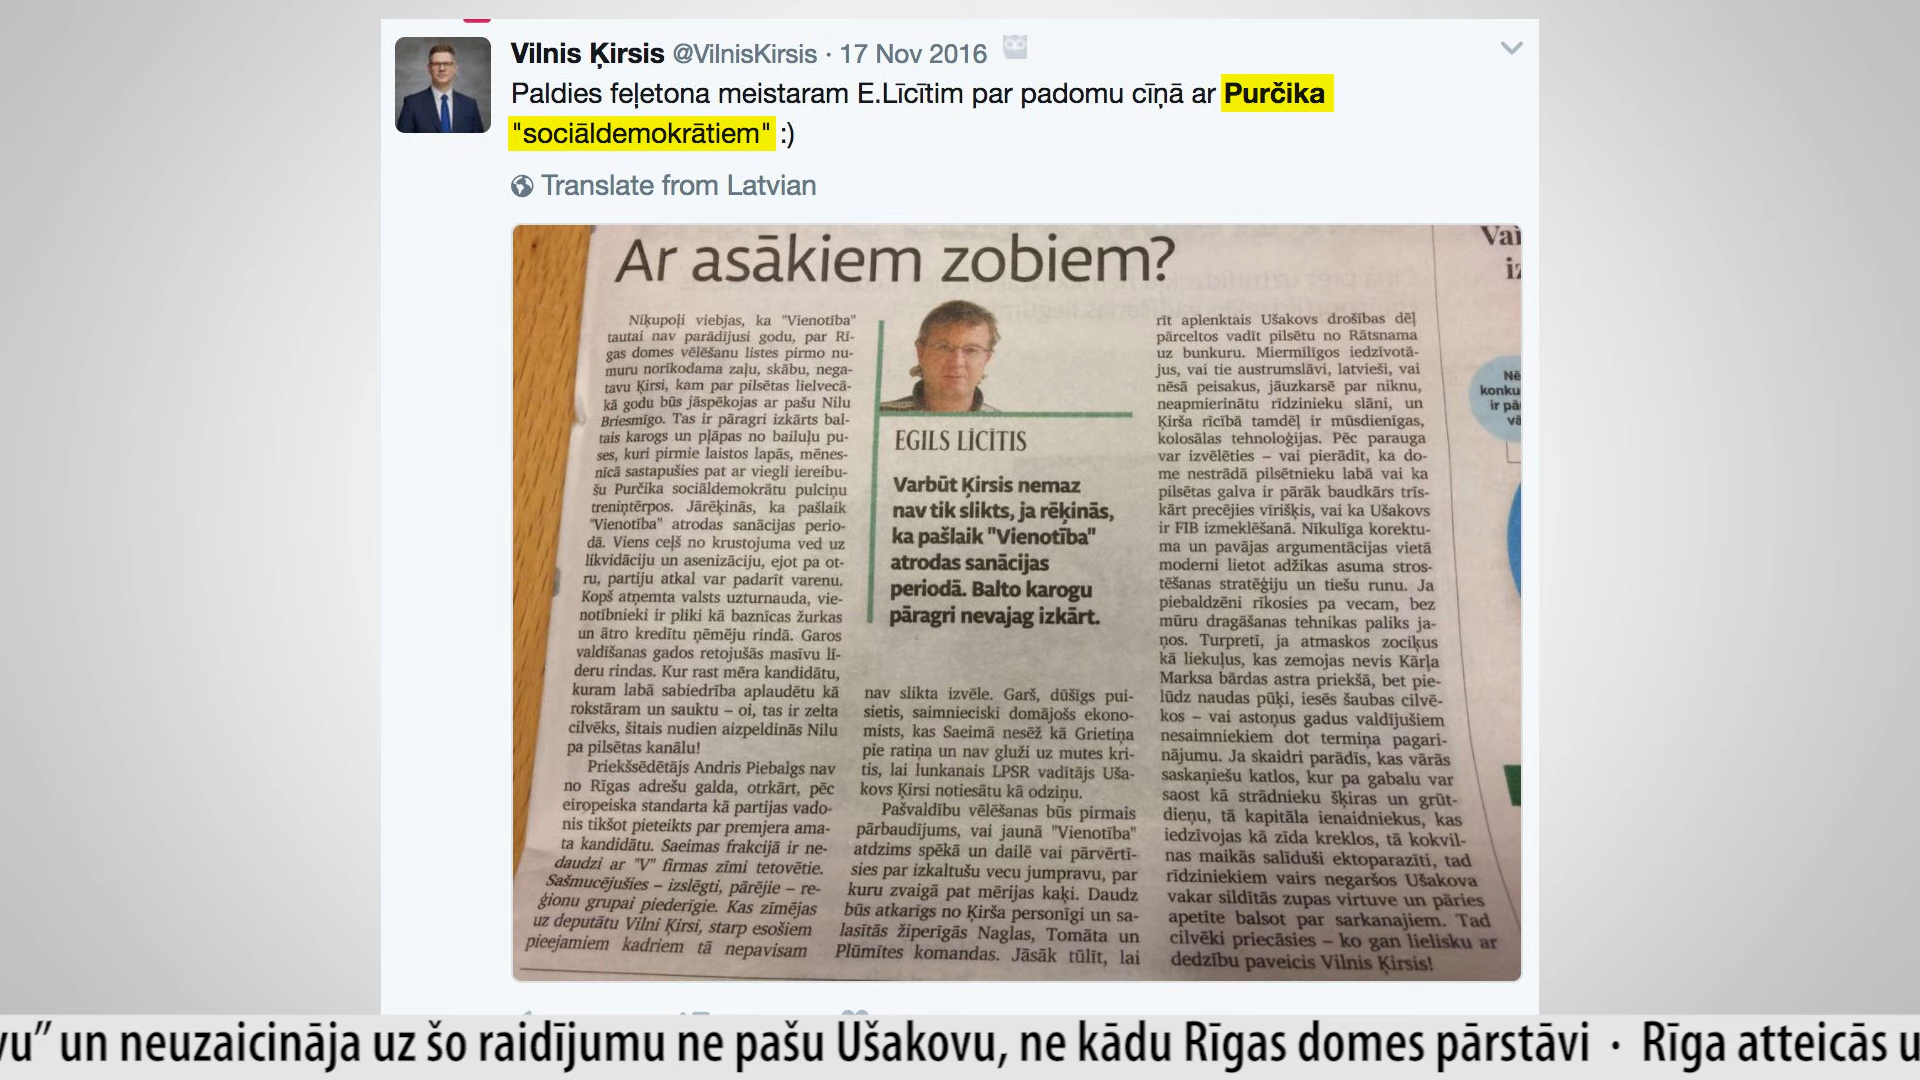 Vilnis Ķirsis @VilnisKirsis · 17 Nov 2016
Paldies feļetona meistaram E.Līcītim par padomu cīņā ar Purčika
"sociāldemokrātiem" :)
Translate from Latvian
Ar asākiem zobiem?
Niķupoļi viebjas, ka "Vienotība"
tautai nav parādījusi godu, par Rī-
gas domes vēlēšanu listes pirmo nu-
muru norīkodama zaļu, skābu, nega-
tavu Ķirsi, kam par pilsētas lielvecā-
kā godu būs jāspēkojas ar pašu Nilu
Briesmīgo. Tas ir pāragri izkārts bal-
tais karogs un pļāpas no bailuļu pu-
ses, kuri pirmie laistos lapās, mēnes-
nīcā sastapušies pat ar viegli iereibu-
šu Purčika sociāldemokrātu pulciņu
treniņtērpos. Jārēķinās, ka pašlaik
"Vienotība" atrodas sanācijas perio-
dā. Viens ceļš no krustojuma ved uz
likvidāciju un asenizāciju, ejot pa ot-
ru, partiju atkal var padarīt varenu.
Kopš atņemta valsts uzturnauda, vie-
notībnieki ir pliki kā baznīcas žurkas
un ātro kredītu ņēmēju rindā. Garos
valdīšanas gados retojušās masīvu lī-
deru rindas. Kur rast mēra kandidātu,
kuram labā sabiedrība aplaudētu kā
rokstāram un sauktu – oi, tas ir zelta
cilvēks, šitais nudien aizpeldinās Nilu
pa pilsētas kanālu!
Priekšsēdētājs Andris Piebalgs nav
no Rīgas adrešu galda, otrkārt, pēc
eiropeiska standarta kā partijas vado-
nis tikšot pieteikts par premjera ama-
ta kandidātu. Saeimas frakcijā ir ne-
daudzi ar "V" firmas zīmi tetovētie.
Sašmucējušies – izslēgti, pārējie – re-
ģionu grupai piederīgie. Kas zīmējas
uz deputātu Vilni Ķirsi, starp esošiem
pieejamiem kadriem tā nepavisam
EGILS LĪCĪTIS
Varbūt Ķirsis nemaz
nav tik slikts, ja rēķinās,
ka pašlaik "Vienotība"
atrodas sanācijas
periodā. Balto karogu
pāragri nevajag izkārt.
nav slikta izvēle. Garš, dūšīgs pui-
sietis, saimnieciski domājošs ekono-
mists, kas Saeimā nesēž kā Grietiņa
pie ratiņa un nav gluži uz mutes kri-
tis, lai lunkanais LPSR vadītājs Uša-
kovs Ķirsi notiesātu kā odziņu.
Pašvaldību vēlēšanas būs pirmais
pārbaudījums, vai jaunā "Vienotība"
atdzims spēkā un dailē vai pārvērtī-
sies par izkaltušu vecu jumpravu, par
kuru zvaigā pat mērijas kaķi. Daudz
būs atkarīgs no Ķirša personīgi un sa-
lasītās žiperīgās Naglas, Tomāta un
Plūmītes komandas. Jāsāk tūlīt, lai
rīt aplenktais Ušakovs drošības dēļ
pārceltos vadīt pilsētu no Rātsnama
uz bunkuru. Miermīlīgos iedzīvotā-
jus, vai tie austrumslāvi, latvieši, vai
nēsā peisakus, jāuzkarsē par niknu,
neapmierinātu rīdzinieku slāni, un
Ķirša rīcībā tamdēļ ir mūsdienīgas,
kolosālas tehnoloģijas. Pēc parauga
var izvēlēties – vai pierādīt, ka do-
me nestrādā pilsētnieku labā vai ka
pilsētas galva ir pārāk baudkārs trīs-
kārt precējies vīrišķis, vai ka Ušakovs
ir FIB izmeklēšanā. Nīkulīga korektu-
ma un pavājas argumentācijas vietā
moderni lietot adžikas asuma stros-
tēšanas stratēģiju un tiešu runu. Ja
piebaldzēni rīkosies pa vecam, bez
mūru dragāšanas tehnikas paliks ja-
ņos. Turpretī, ja atmaskos zociķus
kā liekuļus, kas zemojas nevis Kārļa
Marksa bārdas astra priekšā, bet pie-
lūdz naudas pūķi, iesēs šaubas cilvē-
kos – vai astoņus gadus valdījušiem
nesaimniekiem dot termiņa pagari-
nājumu. Ja skaidri parādīs, kas vārās
saskaņiešu katlos, kur pa gabalu var
saost kā strādnieku šķiras un grūt-
dieņu, tā kapitāla ienaidniekus, kas
iedzīvojas kā zīda kreklos, tā kokvil-
nas maikās salīduši ektoparazīti, tad
rīdziniekiem vairs negaršos Ušakova
vakar sildītās zupas virtuve un pāries
apetīte balsot par sarkanajiem. Tad
cilvēki priecāsies – ko gan lielisku ar
dedzību paveicis Vilnis Ķirsis!
Vai
Nē
konku
ir pā
vā
vu” un neuzaicināja uz šo raidījumu ne pašu Ušakovu, ne kādu Rīgas domes pārstāvi · Rīga atteicās u